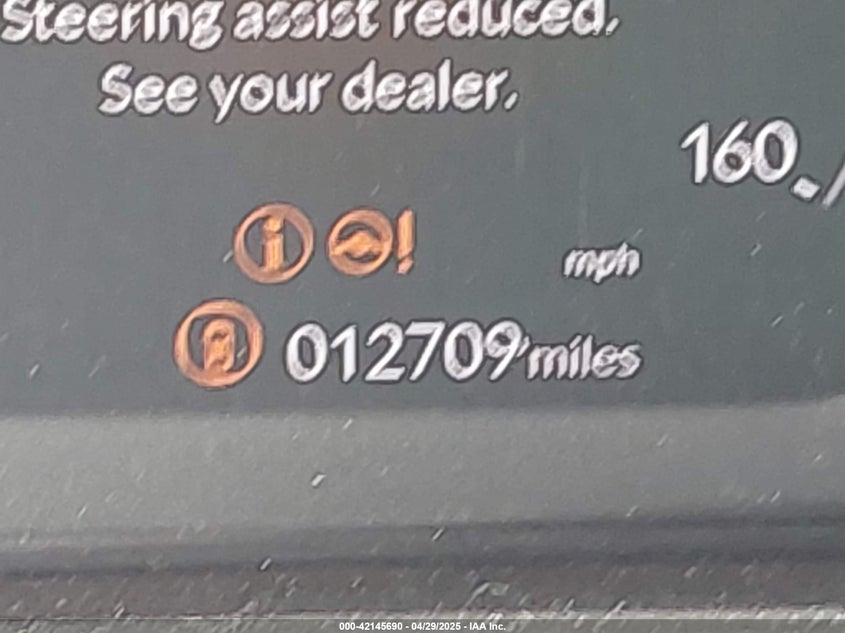 Steering assist reduced.
See your dealer.
160
mph
012709 miles
000-42145690 - 04/29/2025 - IAA Inc.